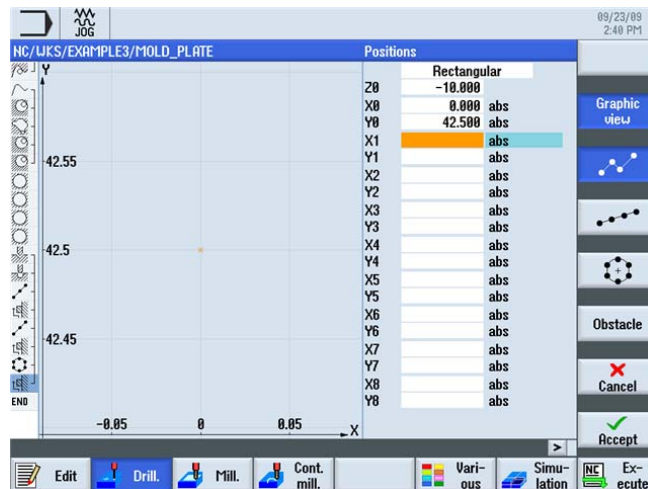 JOG
09/23/09
2:40 PM
NC/WKS/EXAMPLE3/MOLD_PLATE
Positions
Rectangular
Z0 -10.000
X0 0.000 abs
Y0 42.500 abs
X1 abs
Y1 abs
X2 abs
Y2 abs
X3 abs
Y3 abs
X4 abs
Y4 abs
X5 abs
Y5 abs
X6 abs
Y6 abs
X7 abs
Y7 abs
X8 abs
Y8 abs
Y
42.55
42.5
42.45
-0.05 0 0.05 X
END
Graphic
view
Obstacle
Cancel
Accept
>
Edit
Drill.
Mill.
Cont.
mill.
Vari-
ous
Simu-
lation
NC
Ex-
ecute